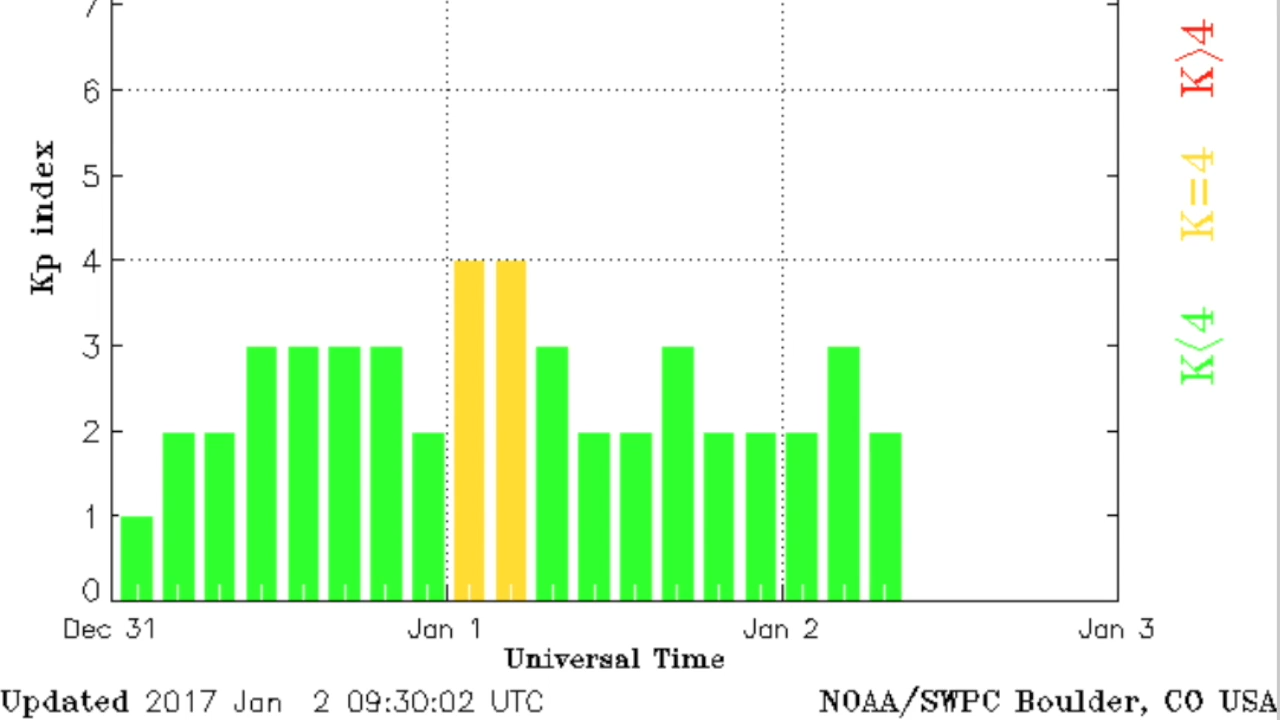 7
6
5
4
3
2
1
0
Kp index
K<4 K=4 K>4
Dec 31 Jan 1 Jan 2 Jan 3
Universal Time
Updated 2017 Jan 2 09:30:02 UTC NOAA/SWPC Boulder, CO USA